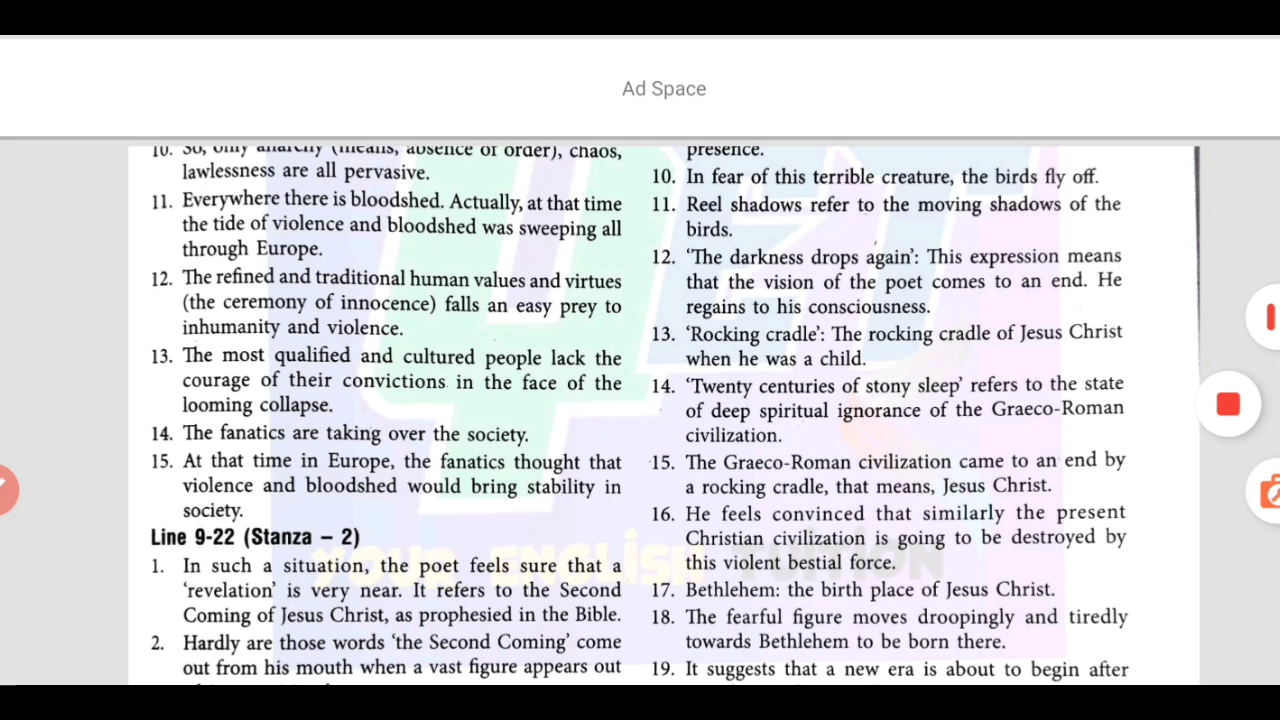 Ad Space
10. So, only anarchy (means, absence of order), chaos,
lawlessness are all pervasive.
11. Everywhere there is bloodshed. Actually, at that time
the tide of violence and bloodshed was sweeping all
through Europe.
12. The refined and traditional human values and virtues
(the ceremony of innocence) falls an easy prey to
inhumanity and violence.
13. The most qualified and cultured people lack the
courage of their convictions in the face of the
looming collapse.
14. The fanatics are taking over the society.
15. At that time in Europe, the fanatics thought that
violence and bloodshed would bring stability in
society.
Line 9-22 (Stanza – 2)
1. In such a situation, the poet feels sure that a
'revelation' is very near. It refers to the Second
Coming of Jesus Christ, as prophesied in the Bible.
2. Hardly are those words 'the Second Coming' come
out from his mouth when a vast figure appears out
presence.
10. In fear of this terrible creature, the birds fly off.
11. Reel shadows refer to the moving shadows of the
birds.
12. 'The darkness drops again': This expression means
that the vision of the poet comes to an end. He
regains to his consciousness.
13. 'Rocking cradle': The rocking cradle of Jesus Christ
when he was a child.
14. 'Twenty centuries of stony sleep' refers to the state
of deep spiritual ignorance of the Graeco-Roman
civilization.
15. The Graeco-Roman civilization came to an end by
a rocking cradle, that means, Jesus Christ.
16. He feels convinced that similarly the present
Christian civilization is going to be destroyed by
this violent bestial force.
17. Bethlehem: the birth place of Jesus Christ.
18. The fearful figure moves droopingly and tiredly
towards Bethlehem to be born there.
19. It suggests that a new era is about to begin after
YOUR ENGLISH TUITION